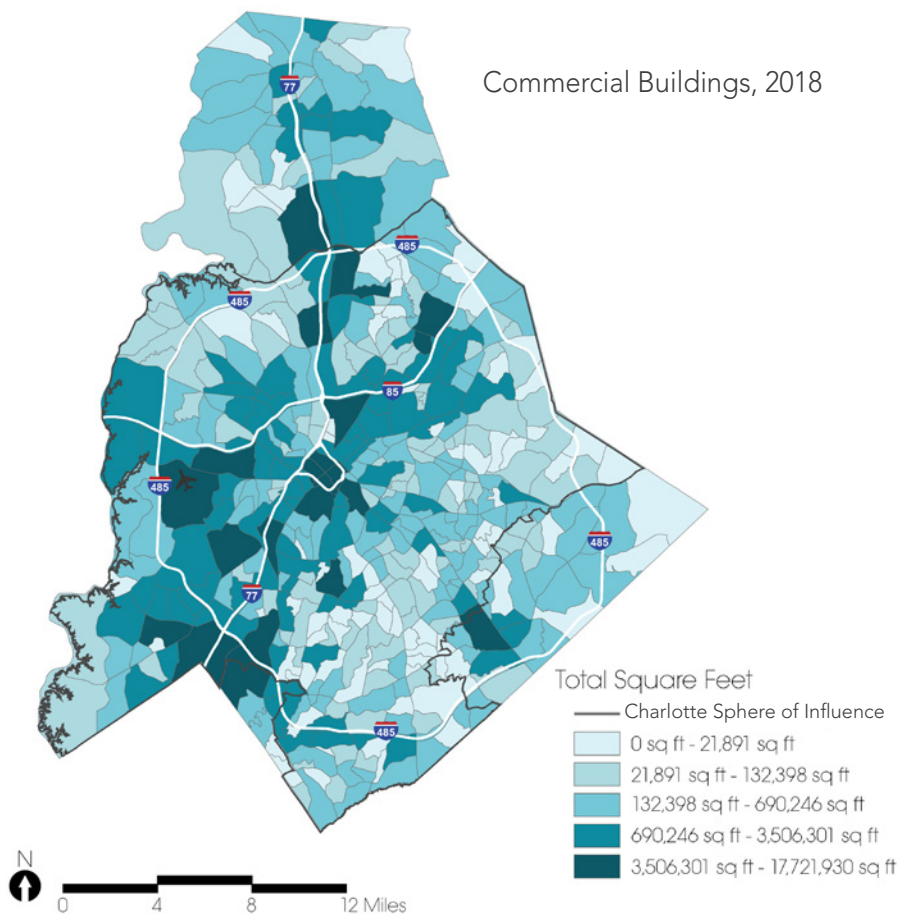 77
Commercial Buildings, 2018
485
485
85
485
485
77
Total Square Feet
Charlotte Sphere of Influence
485
0 sq ft - 21,891 sq ft
21,891 sq ft - 132,398 sq ft
132,398 sq ft - 690,246 sq ft
690,246 sq ft - 3,506,301 sq ft
3,506,301 sq ft - 17,721,930 sq ft
N
0 4 8 12 Miles